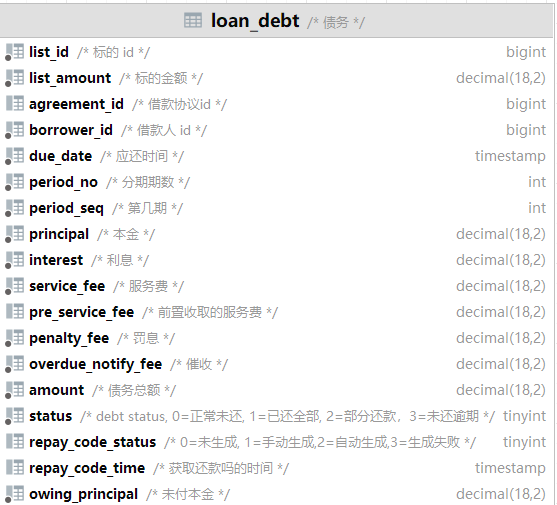 loan_debt /* 债务 */
list_id /* 标的 id */ bigint
list_amount /* 标的金额 */ decimal(18,2)
agreement_id /* 借款协议id */ bigint
borrower_id /* 借款人 id */ bigint
due_date /* 应还时间 */ timestamp
period_no /* 分期期数 */ int
period_seq /* 第几期 */ int
principal /* 本金 */ decimal(18,2)
interest /* 利息 */ decimal(18,2)
service_fee /* 服务费 */ decimal(18,2)
pre_service_fee /* 前置收取的服务费 */ decimal(18,2)
penalty_fee /* 罚息 */ decimal(18,2)
overdue_notify_fee /* 催收 */ decimal(18,2)
amount /* 债务总额 */ decimal(18,2)
status /* debt status, 0=正常未还, 1=已还全部, 2=部分还款，3=未还逾期 */ tinyint
repay_code_status /* 0=未生成, 1=手动生成,2=自动生成,3=生成失败 */ tinyint
repay_code_time /* 获取还款吗的时间 */ timestamp
owing_principal /* 未付本金 */ decimal(18,2)